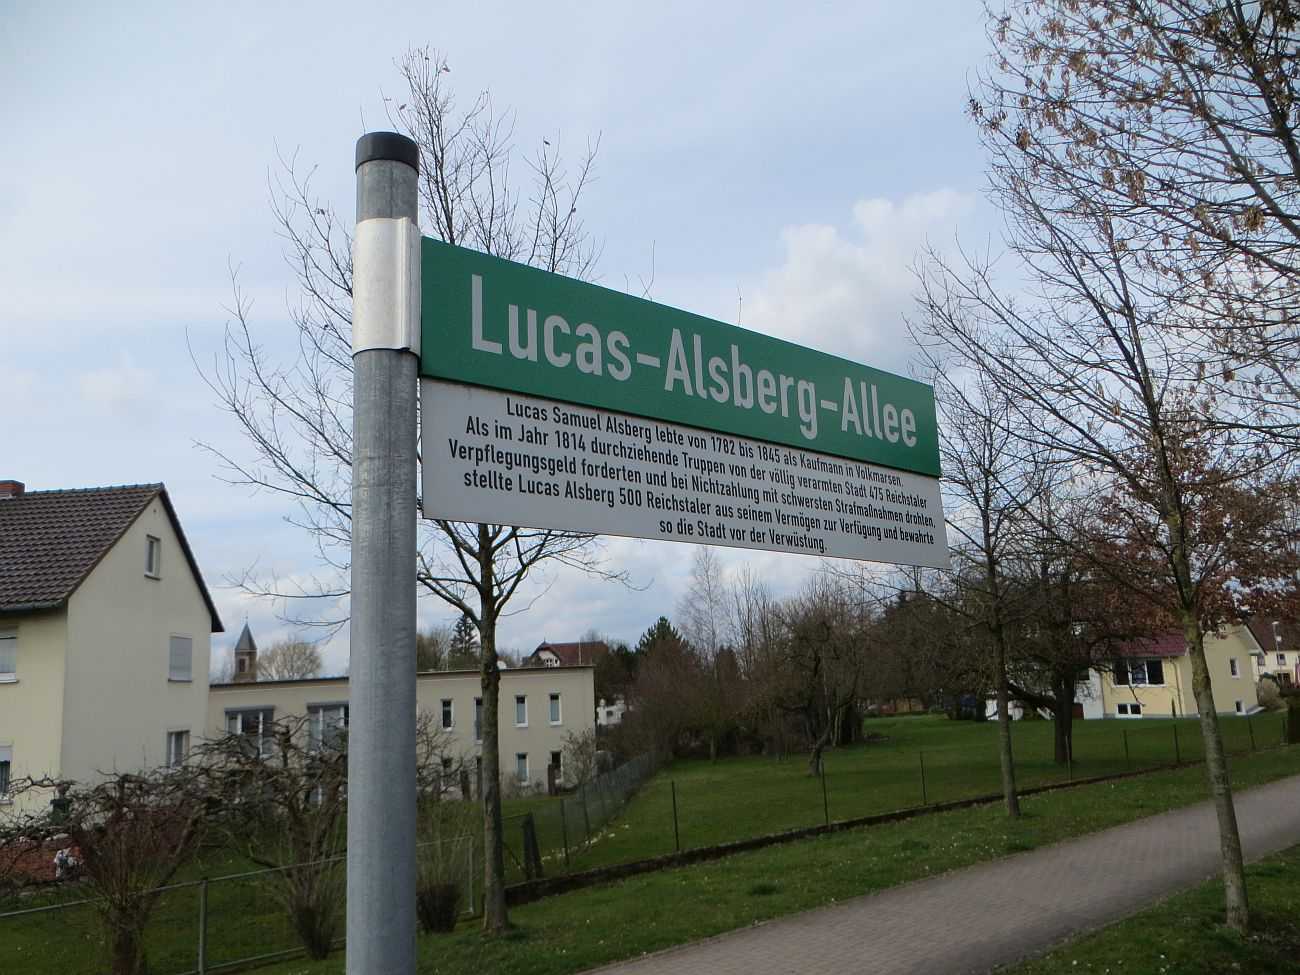 Lucas-Alsberg-Allee
Lucas Samuel Alsberg lebte von 1782 bis 1845 als Kaufmann in Volkmarsen.
Als im Jahr 1814 durchziehende Truppen von der völlig verarmten Stadt 475 Reichstaler
Verpflegungsgeld forderten und bei Nichtzahlung mit schwersten Strafmaßnahmen drohten,
stellte Lucas Alsberg 500 Reichstaler aus seinem Vermögen zur Verfügung und bewahrte
so die Stadt vor der Verwüstung.